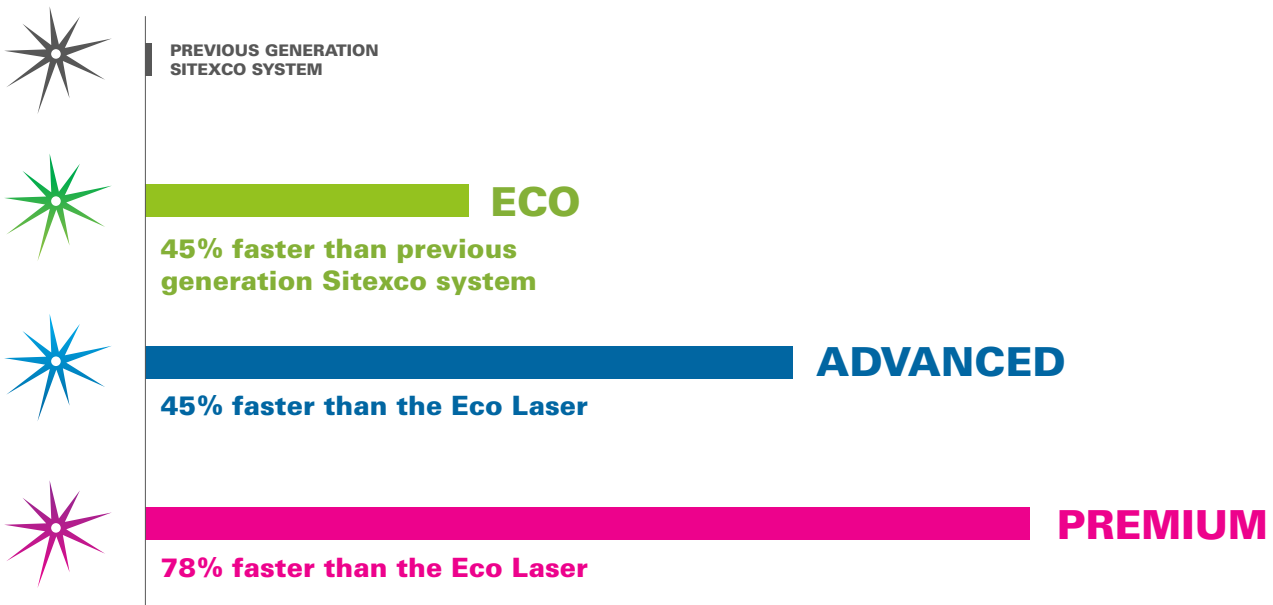 PREVIOUS GENERATION
SITEXCO SYSTEM
ECO
45% faster than previous
generation Sitexco system
ADVANCED
45% faster than the Eco Laser
PREMIUM
78% faster than the Eco Laser